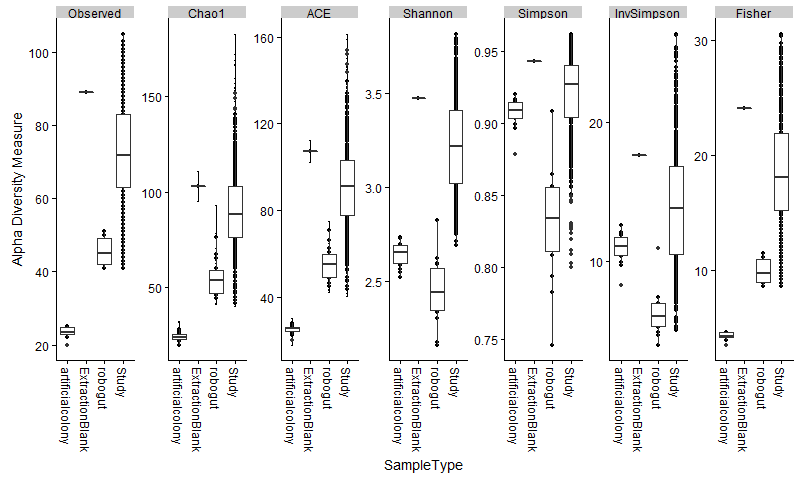 Observed Chao1 ACE Shannon Simpson InvSimpson Fisher
Alpha Diversity Measure
100
80
60
40
20
150
100
50
160
120
80
40
3.5
3.0
2.5
0.95
0.90
0.85
0.80
0.75
20
10
30
20
10
artificialcolony
ExtractionBlank
robogut
Study
artificialcolony
ExtractionBlank
robogut
Study
artificialcolony
ExtractionBlank
robogut
Study
artificialcolony
ExtractionBlank
robogut
Study
artificialcolony
ExtractionBlank
robogut
Study
artificialcolony
ExtractionBlank
robogut
Study
artificialcolony
ExtractionBlank
robogut
Study
SampleType